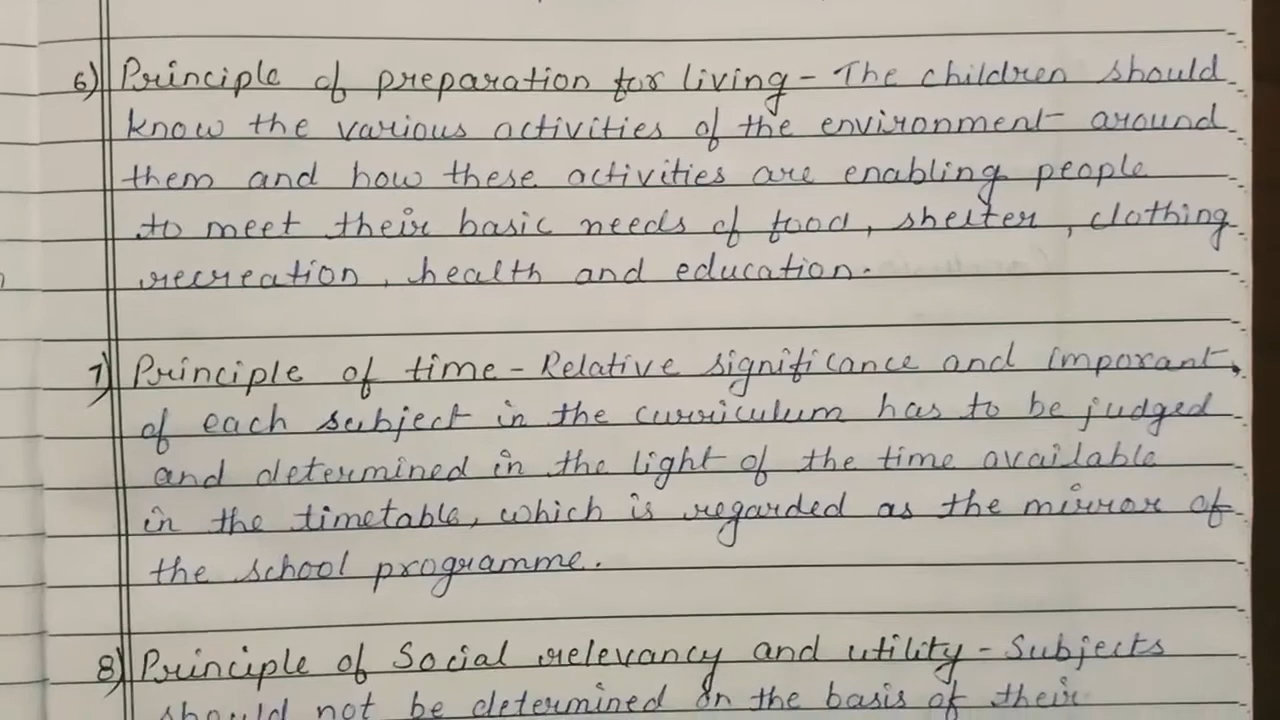 6) Principle of preparation for living - The children should
know the various activities of the environment around
them and how these activities are enabling people
to meet their basic needs of food, shelter, clothing
recreation, health and education.
7) Principle of time - Relative significance and imporant
of each subject in the curriculum has to be judged
and determined in the light of the time available
in the timetable, which is regarded as the mirror of
the school programme.
8) Principle of Social relevancy and utility - Subjects
should not be determined on the basis of their